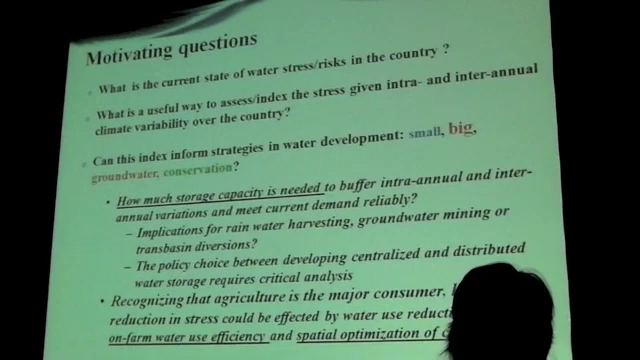 Motivating questions
What is the current state of water stress/risks in the country ?
What is a useful way to assess/index the stress given intra- and inter-annual
climate variability over the country?
Can this index inform strategies in water development: small, big,
groundwater, conservation?
• How much storage capacity is needed to buffer intra-annual and inter-
annual variations and meet current demand reliably?
– Implications for rain water harvesting, groundwater mining or
transbasin diversions?
– The policy choice between developing centralized and distributed
water storage requires critical analysis
• Recognizing that agriculture is the major consumer.
reduction in stress could be effected by water use
on-farm water use efficiency and spatial optimization of